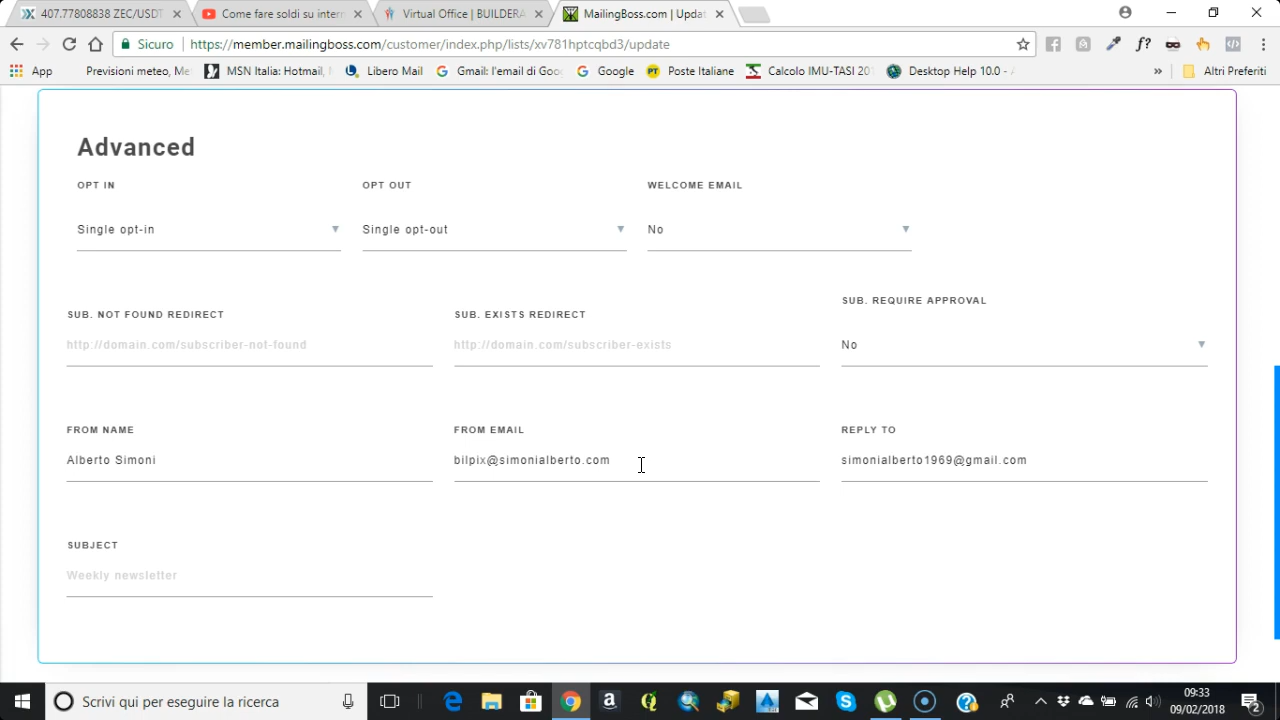 407.77808838 ZEC/USDT
Come fare soldi su intern
Virtual Office | BUILDERA
MailingBoss.com | Updat
Sicuro
https://member.mailingboss.com/customer/index.php/lists/xv781hptcqbd3/update
App
Previsioni meteo, Me
MSN Italia: Hotmail,
Libero Mail
Gmail: l'email di Goo
Google
Poste Italiane
Calcolo IMU-TASI 201
Desktop Help 10.0 -
»
Altri Preferiti
Advanced
OPT IN
OPT OUT
WELCOME EMAIL
Single opt-in
Single opt-out
No
SUB. NOT FOUND REDIRECT
SUB. EXISTS REDIRECT
SUB. REQUIRE APPROVAL
http://domain.com/subscriber-not-found
http://domain.com/subscriber-exists
No
FROM NAME
FROM EMAIL
REPLY TO
Alberto Simoni
bilpix@simonialberto.com
simonialberto1969@gmail.com
SUBJECT
Weekly newsletter
Scrivi qui per eseguire la ricerca
09:33
09/02/2018
2